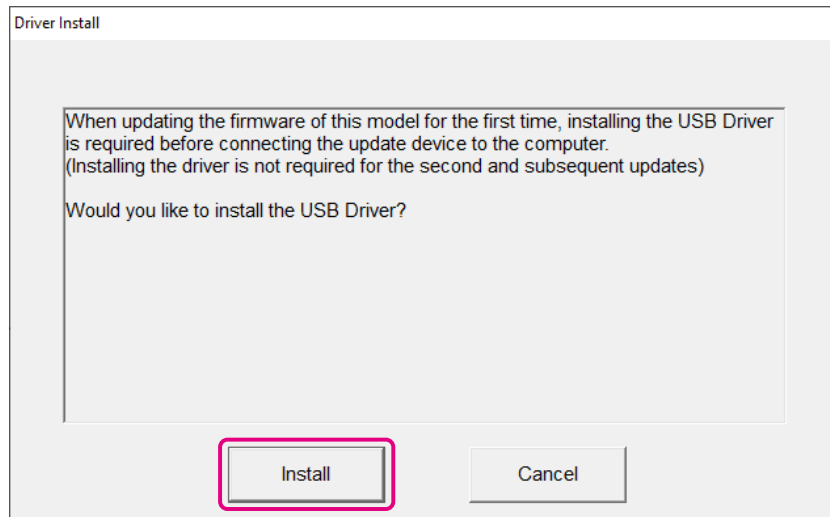 Driver Install
When updating the firmware of this model for the first time, installing the USB Driver
is required before connecting the update device to the computer.
(Installing the driver is not required for the second and subsequent updates)
Would you like to install the USB Driver?
Install
Cancel